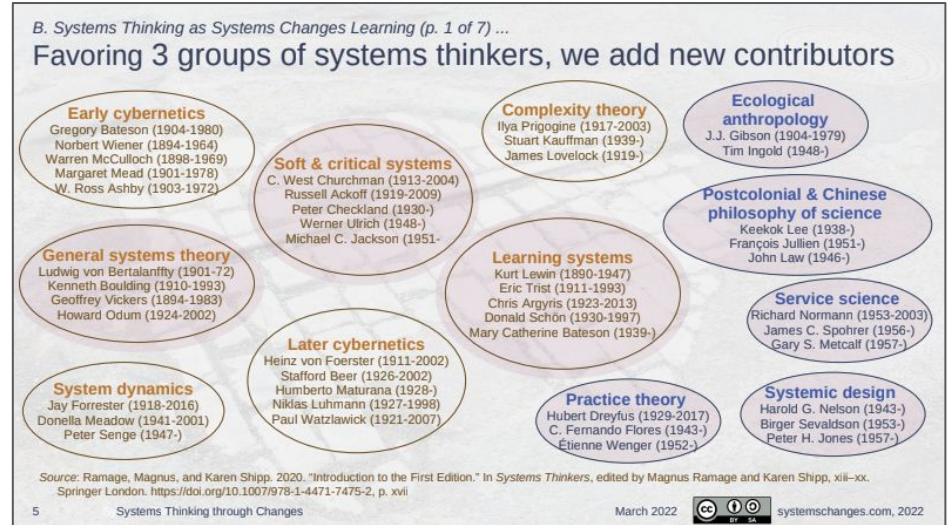 B. Systems Thinking as Systems Changes Learning (p. 1 of 7) ...
Favoring 3 groups of systems thinkers, we add new contributors
Early cybernetics
Gregory Bateson (1904-1980)
Norbert Wiener (1894-1964)
Warren McCulloch (1898-1969)
Margaret Mead (1901-1978)
W. Ross Ashby (1903-1972)
Soft & critical systems
C. West Churchman (1913-2004)
Russell Ackoff (1919-2009)
Peter Checkland (1930-)
Werner Ulrich (1948-)
Michael C. Jackson (1951-
Complexity theory
Ilya Prigogine (1917-2003)
Stuart Kauffman (1939-)
James Lovelock (1919-)
Ecological
anthropology
J.J. Gibson (1904-1979)
Tim Ingold (1948-)
Postcolonial & Chinese
philosophy of science
Keekok Lee (1938-)
François Jullien (1951-)
John Law (1946-)
General systems theory
Ludwig von Bertalanffty (1901-72)
Kenneth Boulding (1910-1993)
Geoffrey Vickers (1894-1983)
Howard Odum (1924-2002)
Learning systems
Kurt Lewin (1890-1947)
Eric Trist (1911-1993)
Chris Argyris (1923-2013)
Donald Schön (1930-1997)
Mary Catherine Bateson (1939-)
Service science
Richard Normann (1953-2003)
James C. Spohrer (1956-)
Gary S. Metcalf (1957-)
Later cybernetics
Heinz von Foerster (1911-2002)
Stafford Beer (1926-2002)
Humberto Maturana (1928-)
Niklas Luhmann (1927-1998)
Paul Watzlawick (1921-2007)
System dynamics
Jay Forrester (1918-2016)
Donella Meadow (1941-2001)
Peter Senge (1947-)
Practice theory
Hubert Dreyfus (1929-2017)
C. Fernando Flores (1943-)
Étienne Wenger (1952-)
Systemic design
Harold G. Nelson (1943-)
Birger Sevaldson (1953-)
Peter H. Jones (1957-)
Source: Ramage, Magnus, and Karen Shipp. 2020. “Introduction to the First Edition.” In Systems Thinkers, edited by Magnus Ramage and Karen Shipp, xiii–xx.
Springer London. https://doi.org/10.1007/978-1-4471-7475-2, p. xvii
5 Systems Thinking through Changes March 2022 cc BY SA systemschanges.com, 2022